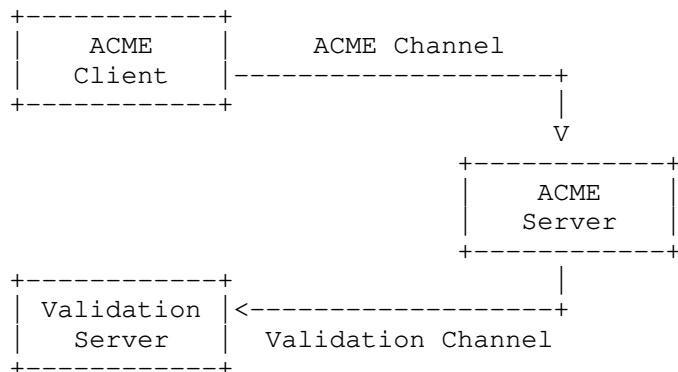 +------------+
|    ACME    |     ACME Channel
|   Client   |--------------------+
+------------+                    |
                                  V
                            +------------+
                            |    ACME    |
                            |   Server   |
                            +------------+
+------------+                    |
| Validation |<-------------------+
|   Server   |  Validation Channel
+------------+